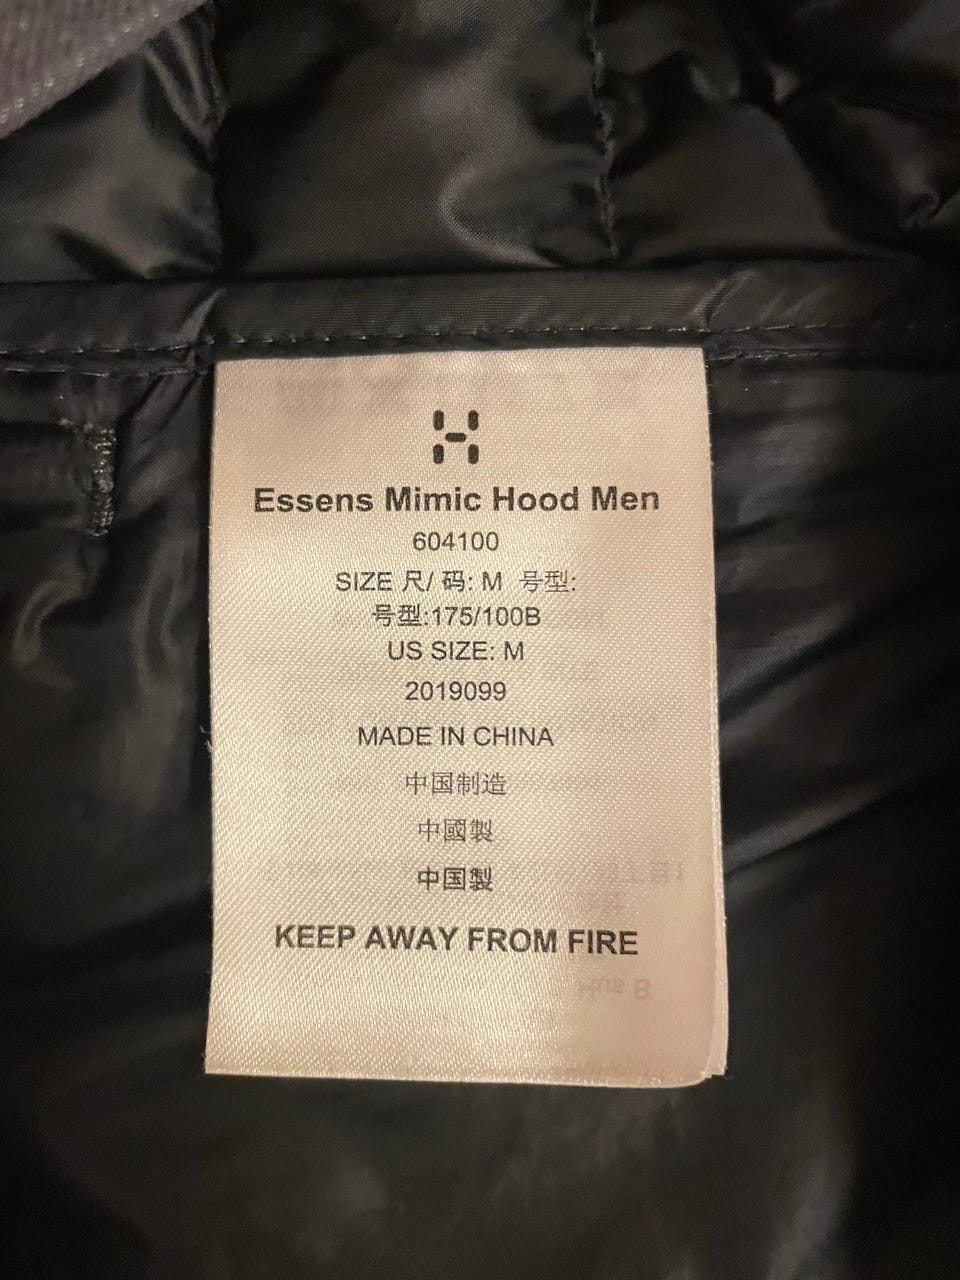 Essens Mimic Hood Men
604100
SIZE 尺/ 码: M 号型:
号型:175/100B
US SIZE: M
2019099
MADE IN CHINA
中国制造
中國製
中国製
KEEP AWAY FROM FIRE